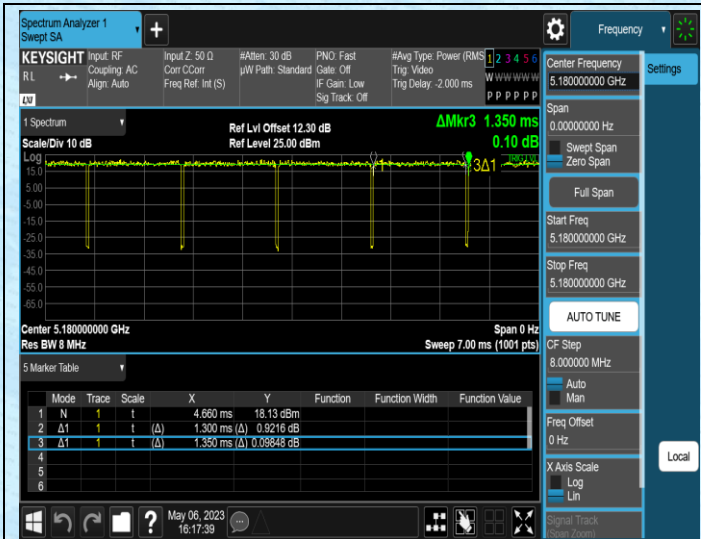 Spectrum Analyzer 1
Swept SA
+
Frequency
KEYSIGHT
R L
LXI
Input: RF
Coupling: AC
Align: Auto
Input Z: 50 Ω
Corr CCorr
Freq Ref: Int (S)
#Atten: 30 dB
µW Path: Standard
PNO: Fast
Gate: Off
IF Gain: Low
Sig Track: Off
#Avg Type: Power (RMS
Trig: Video
Trig Delay: -2.000 ms
1 2 3 4 5 6
W W W W W W
P P P P P P
1 Spectrum
Scale/Div 10 dB
Ref Lvl Offset 12.30 dB
Ref Level 25.00 dBm
ΔMkr3 1.350 ms
0.10 dB
Log
15.0
5.00
-5.00
-15.0
-25.0
-35.0
-45.0
-55.0
-65.0
1
3Δ1
TRIG LVL
Center 5.180000000 GHz
Res BW 8 MHz
Span 0 Hz
Sweep 7.00 ms (1001 pts)
5 Marker Table
Mode Trace Scale X Y Function Function Width Function Value
1 N 1 t 4.660 ms 18.13 dBm
2 Δ1 1 t (Δ) 1.300 ms (Δ) 0.9216 dB
3 Δ1 1 t (Δ) 1.350 ms (Δ) 0.09848 dB
4
5
6
May 06, 2023
16:17:39
?
Center Frequency
5.180000000 GHz
Span
0.00000000 Hz
Swept Span
Zero Span
Full Span
Start Freq
5.180000000 GHz
Stop Freq
5.180000000 GHz
AUTO TUNE
CF Step
8.000000 MHz
Auto
Man
Freq Offset
0 Hz
X Axis Scale
Log
Lin
Signal Track
(Span Zoom)
Settings
Local